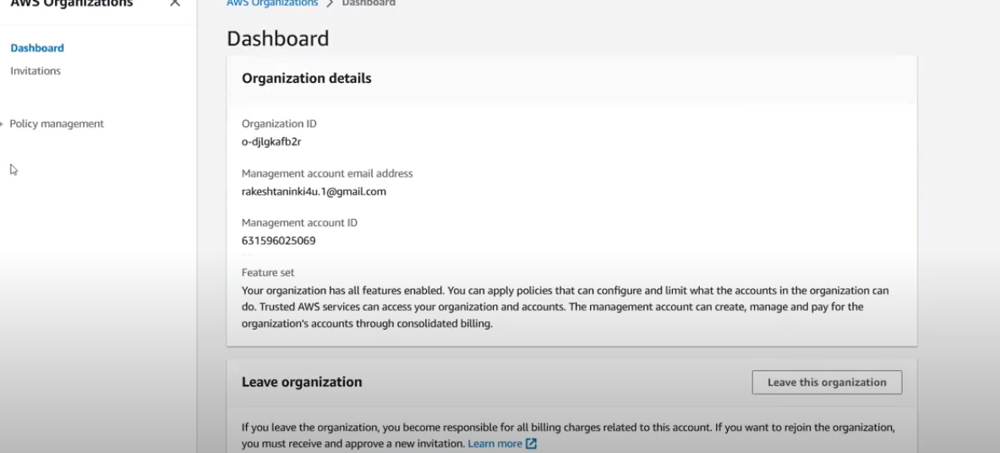 AWS Organizations
Dashboard
Invitations
Policy management
AWS Organizations > Dashboard
Dashboard
Organization details
Organization ID
o-djlgkafb2r
Management account email address
rakeshtaninki4u.1@gmail.com
Management account ID
631596025069
Feature set
Your organization has all features enabled. You can apply policies that can configure and limit what the accounts in the organization can
do. Trusted AWS services can access your organization and accounts. The management account can create, manage and pay for the
organization's accounts through consolidated billing.
Leave organization
Leave this organization
If you leave the organization, you become responsible for all billing charges related to this account. If you want to rejoin the organization,
you must receive and approve a new invitation. Learn more